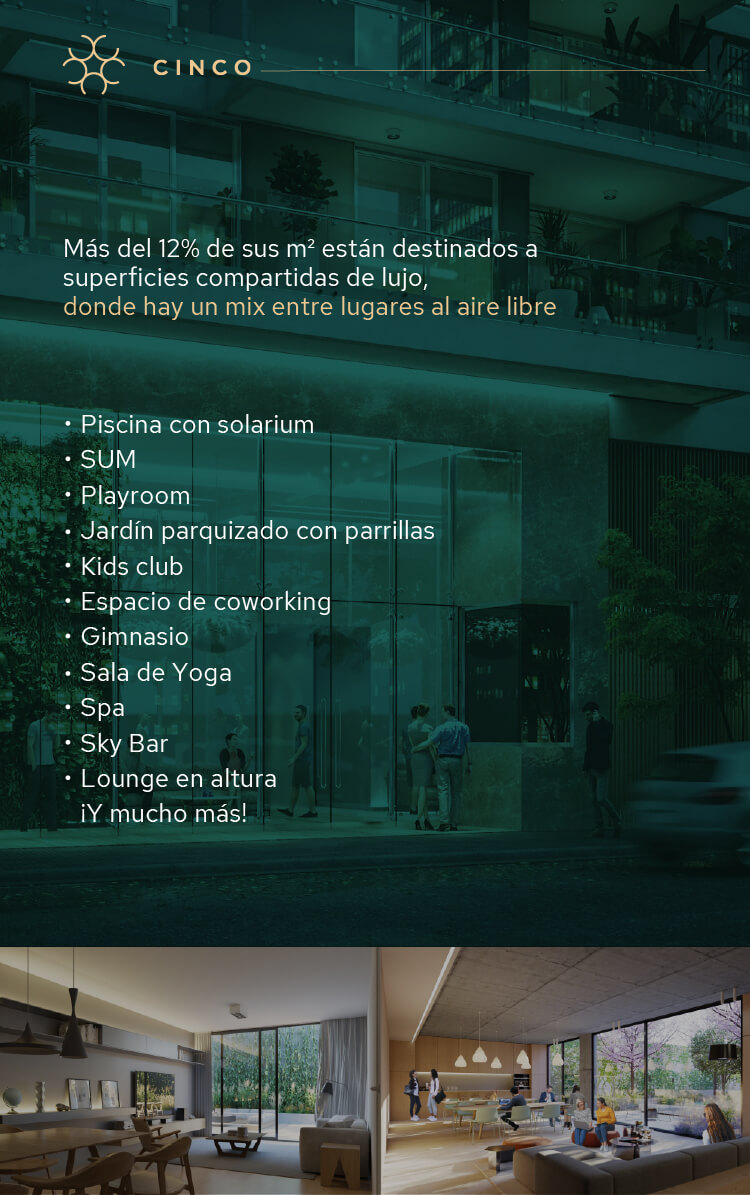 CINCO
Más del 12% de sus m² están destinados a
superficies compartidas de lujo,
donde hay un mix entre lugares al aire libre
• Piscina con solarium
• SUM
• Playroom
• Jardín parquizado con parrillas
• Kids club
• Espacio de coworking
• Gimnasio
• Sala de Yoga
• Spa
• Sky Bar
• Lounge en altura
¡Y mucho más!